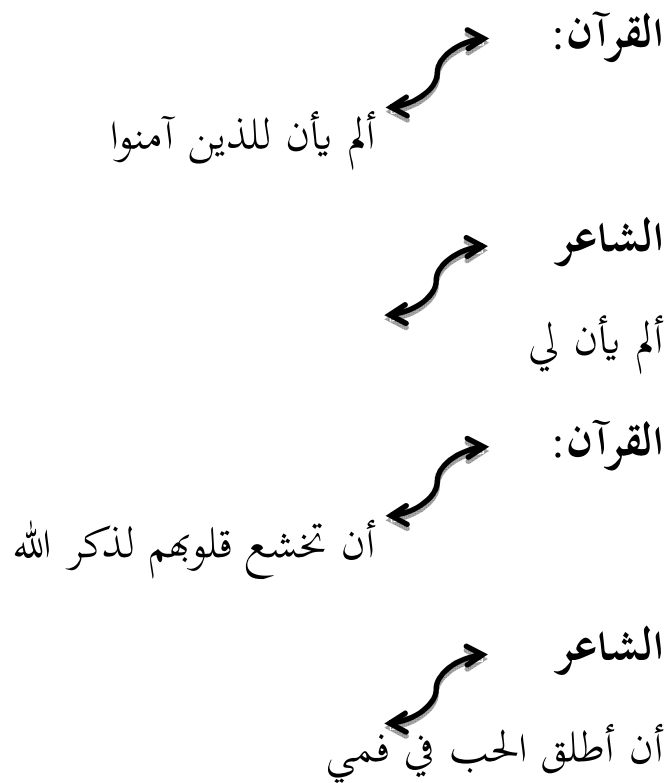 القرآن:
ألم يأن للذين آمنوا
الشاعر
ألم يأن لي
القرآن:
أن تخشع قلوبهم لذكر الله
الشاعر
أن أطلق الحب في فمي